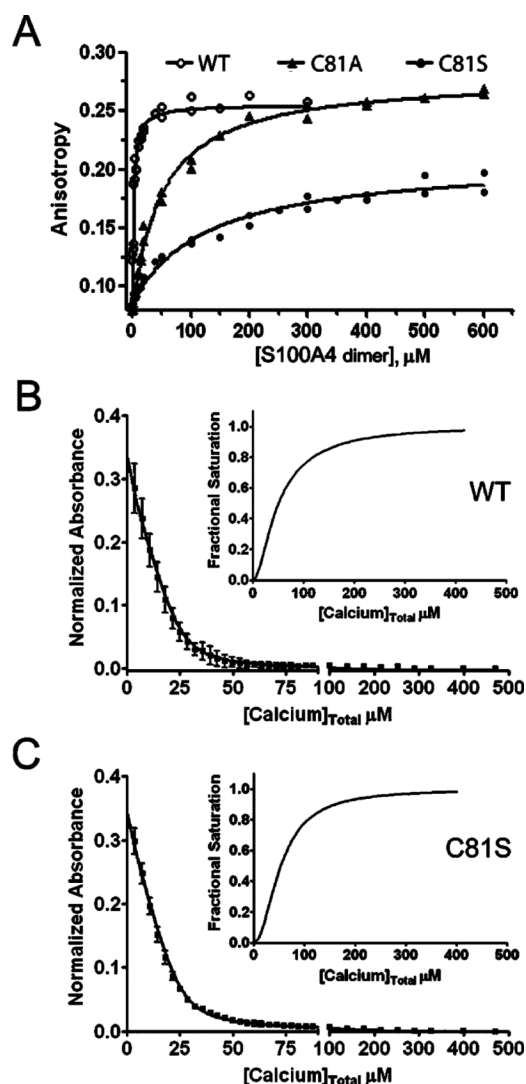 A
WT
C81A
C81S
Anisotropy
0.25
0.20
0.15
0.10
0 100 200 300 400 500 600
[S100A4 dimer], μM
B
Normalized Absorbance
0.4
0.3
0.2
0.1
0.0
0 25 50 75 100 200 300 400 500
[Calcium]Total μM
Fractional Saturation
1.0
0.8
0.6
0.4
0.2
0.0
0 100 200 300 400 500
[Calcium]Total μM
WT
C
Normalized Absorbance
0.4
0.3
0.2
0.1
0.0
0 25 50 75 100 200 300 400 500
[Calcium]Total μM
Fractional Saturation
1.0
0.8
0.6
0.4
0.2
0.0
0 100 200 300 400 500
[Calcium]Total μM
C81S